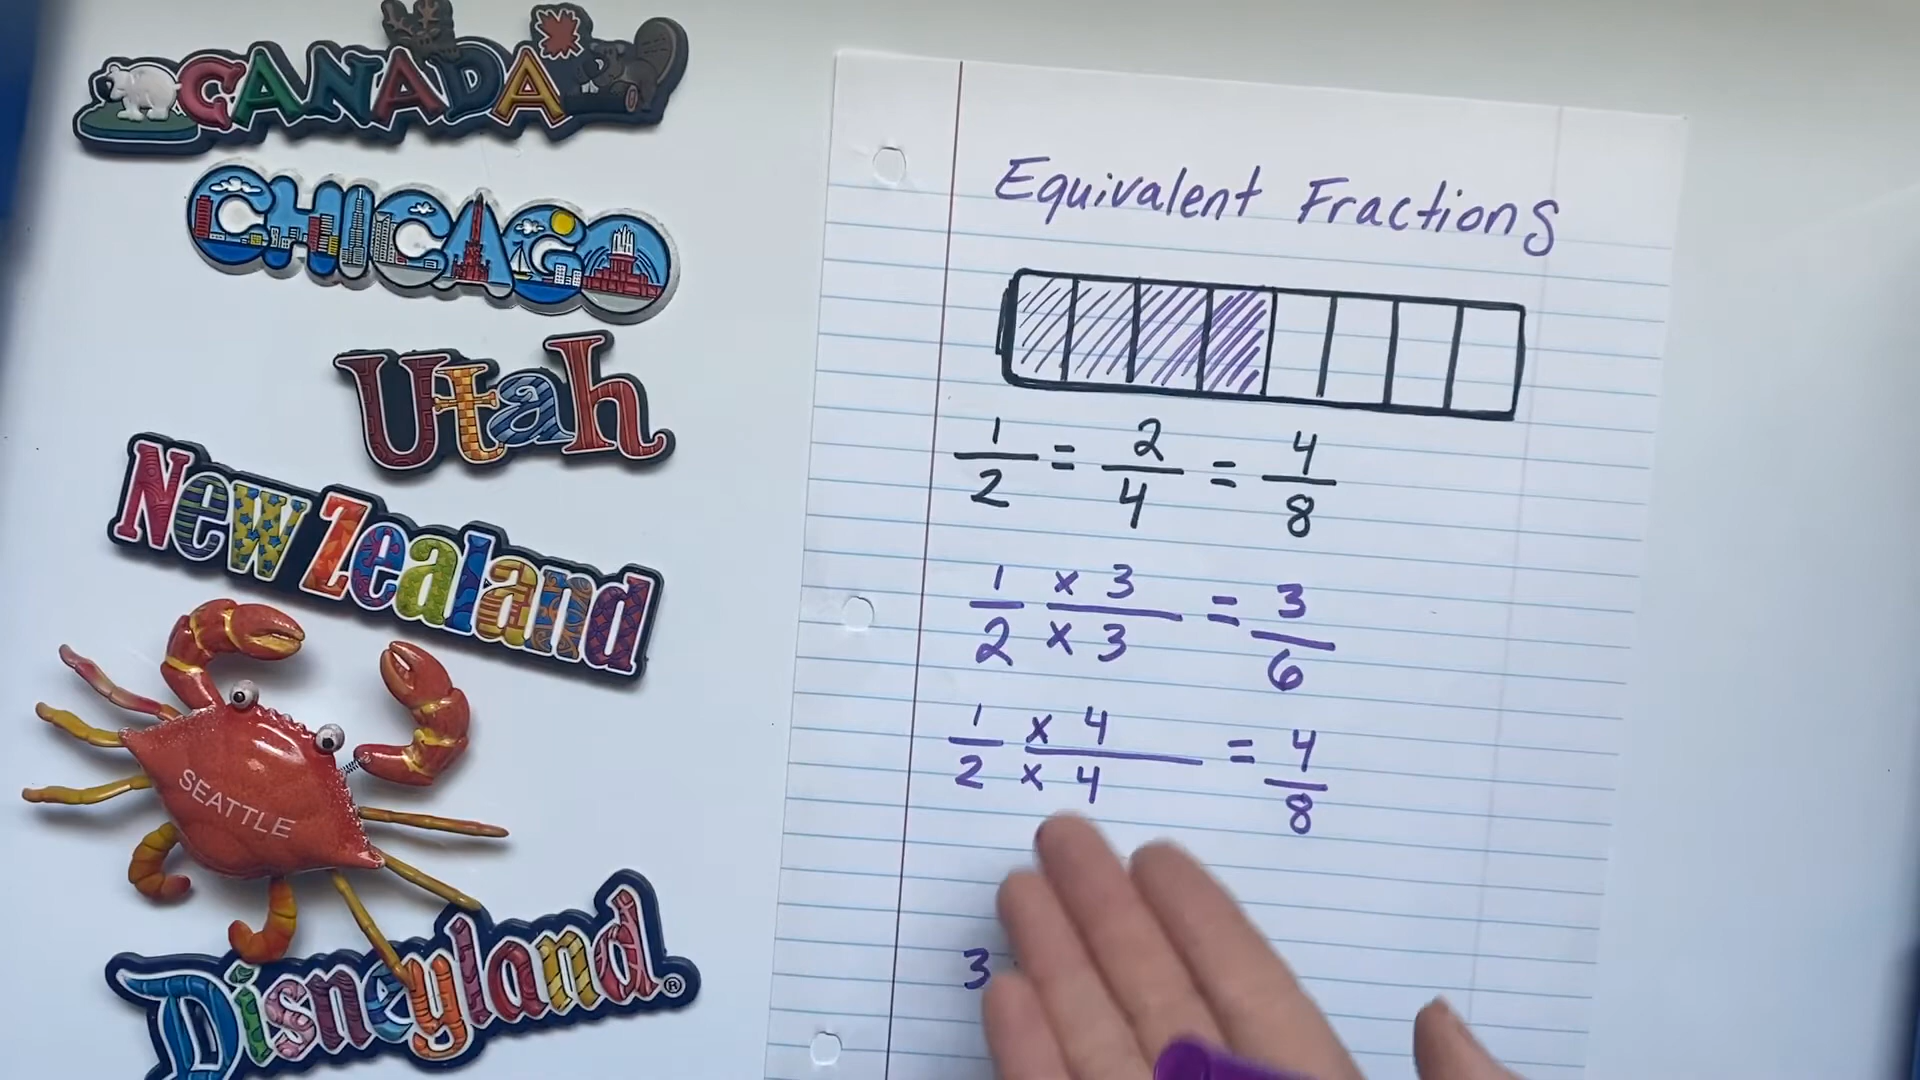 CANADA
CHICAGO
Utah
New Zealand
SEATTLE
Disneyland®
Equivalent Fractions
1/2 = 2/4 = 4/8
1/2 x 3/x 3 = 3/6
1/2 x 4/x 4 = 4/8
3